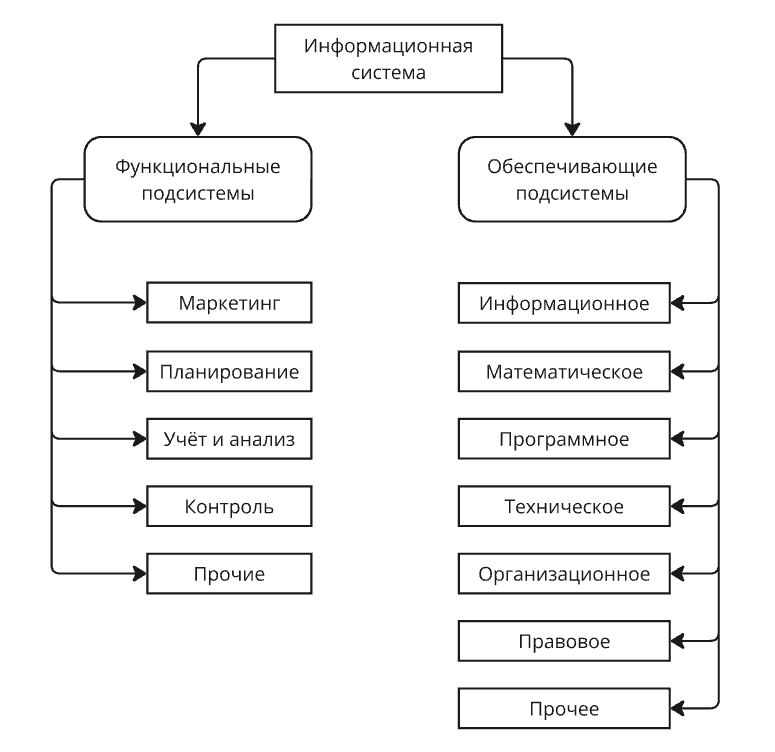 Информационная
система
Функциональные
подсистемы
Обеспечивающие
подсистемы
Маркетинг
Планирование
Учёт и анализ
Контроль
Прочие
Информационное
Математическое
Программное
Техническое
Организационное
Правовое
Прочее